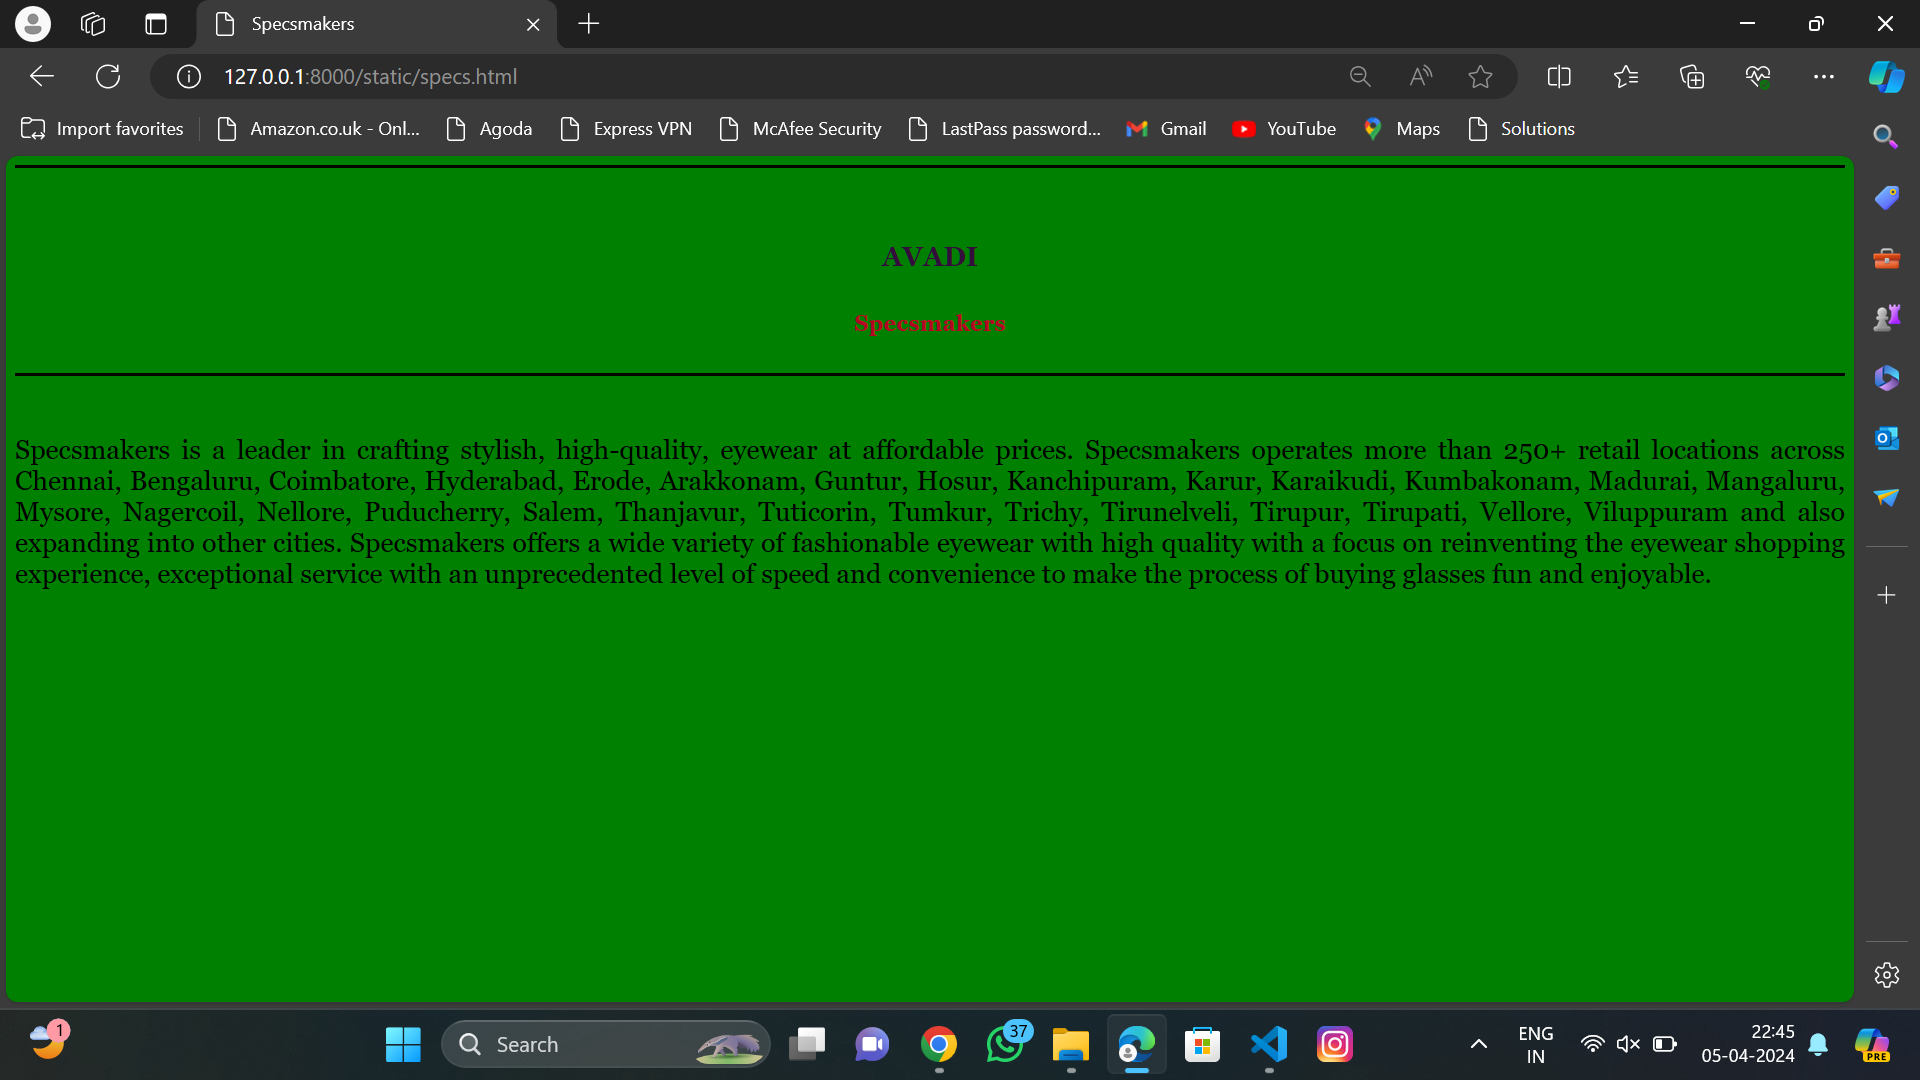 Specsmakers
127.0.0.1:8000/static/specs.html
Import favorites
Amazon.co.uk - Onl...
Agoda
Express VPN
McAfee Security
LastPass password...
Gmail
YouTube
Maps
Solutions
AVADI
Specsmakers
Specsmakers is a leader in crafting stylish, high-quality, eyewear at affordable prices. Specsmakers operates more than 250+ retail locations across
Chennai, Bengaluru, Coimbatore, Hyderabad, Erode, Arakkonam, Guntur, Hosur, Kanchipuram, Karur, Karaikudi, Kumbakonam, Madurai, Mangaluru,
Mysore, Nagercoil, Nellore, Puducherry, Salem, Thanjavur, Tuticorin, Tumkur, Trichy, Tirunelveli, Tirupur, Tirupati, Vellore, Viluppuram and also
expanding into other cities. Specsmakers offers a wide variety of fashionable eyewear with high quality with a focus on reinventing the eyewear shopping
experience, exceptional service with an unprecedented level of speed and convenience to make the process of buying glasses fun and enjoyable.
1
Search
37
ENG
IN
22:45
05-04-2024
PRE